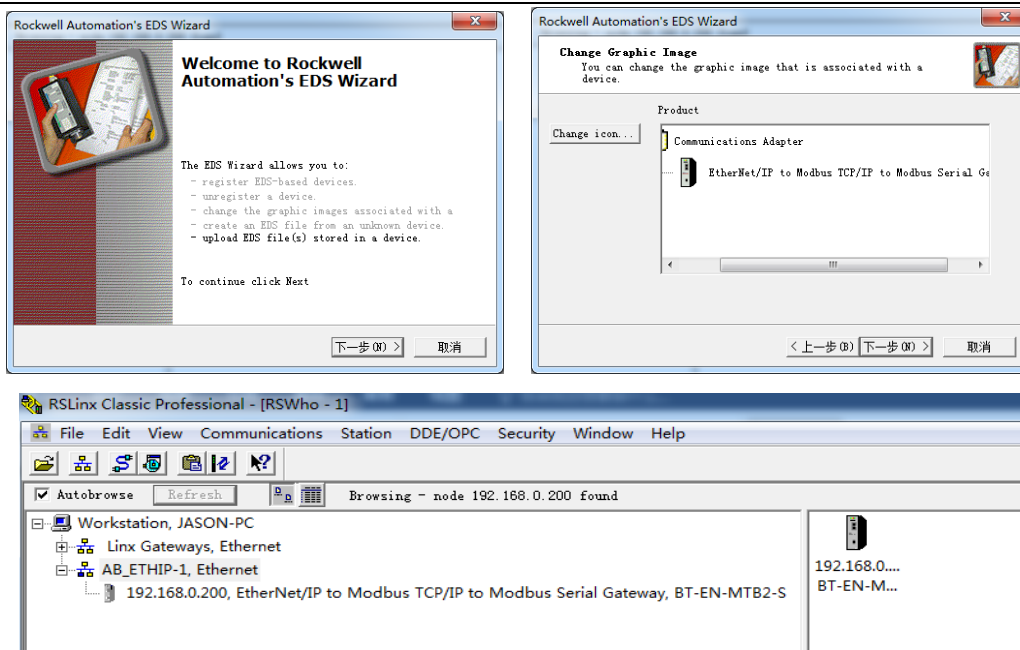 Rockwell Automation's EDS Wizard
Welcome to Rockwell
Automation's EDS Wizard
The EDS Wizard allows you to:
- register EDS-based devices.
- unregister a device.
- change the graphic images associated with a
- create an EDS file from an unknown device.
- upload EDS file(s) stored in a device.
To continue click Next
下一步(N) >
取消
Rockwell Automation's EDS Wizard
Change Graphic Image
You can change the graphic image that is associated with a
device.
Product
Change icon...
Communications Adapter
EtherNet/IP to Modbus TCP/IP to Modbus Serial Ga
< 上一步(B)
下一步(N) >
取消
RSLinx Classic Professional - [RSWho - 1]
File Edit View Communications Station DDE/OPC Security Window Help
Autobrowse
Refresh
Browsing - node 192.168.0.200 found
Workstation, JASON-PC
Linx Gateways, Ethernet
AB_ETHIP-1, Ethernet
192.168.0.200, EtherNet/IP to Modbus TCP/IP to Modbus Serial Gateway, BT-EN-MTB2-S
192.168.0....
BT-EN-M...